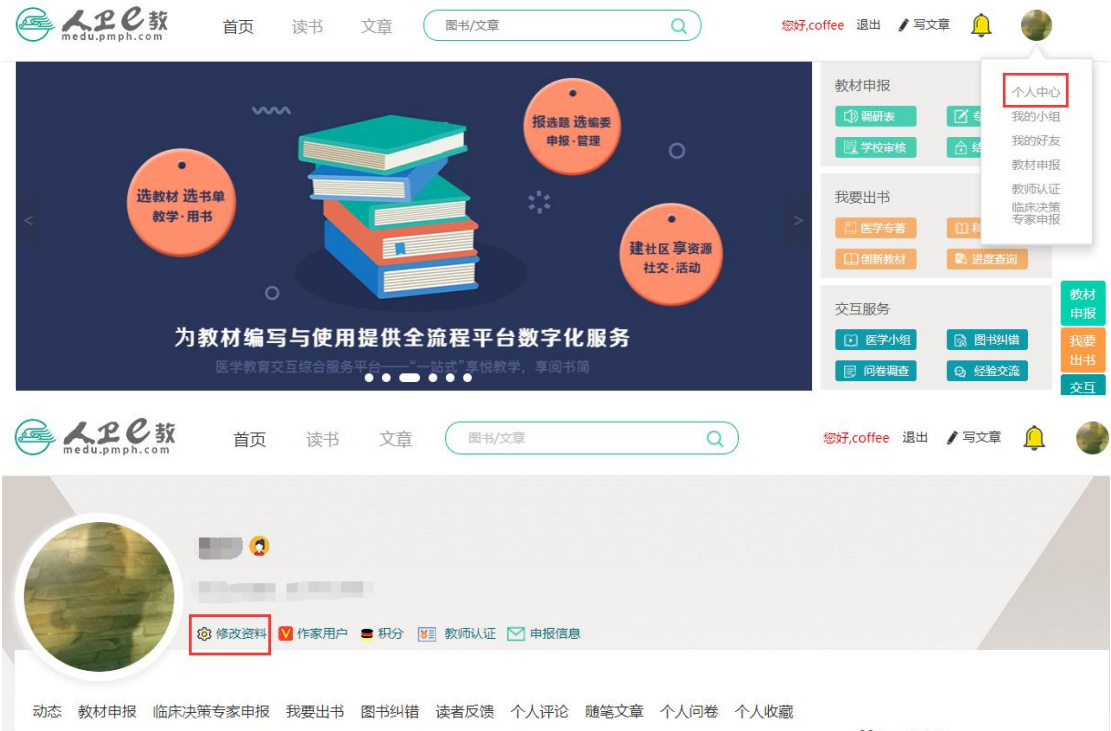 人卫e教
medu.pmph.com
首页 读书 文章 图书/文章 您好,coffee 退出 写文章
个人中心
我的小组
我的好友
教材申报
教师认证
临床决策
专家申报
报选题 选编委
申报·管理
选教材 选书单
教学·用书
建社区 享资源
社交·活动
< >
为教材编写与使用提供全流程平台数字化服务
医学教育交互综合服务平台——“一站式”享悦教学,享阅书简
教材申报
调研表
学校审核
我要出书
医学专著
创新教材 进度查询
交互服务
医学小组 图书纠错
问卷调查 经验交流
教材
申报
我要
出书
交互
人卫e教
medu.pmph.com
首页 读书 文章 图书/文章 您好,coffee 退出 写文章
修改资料 V 作家用户 积分 教师认证 申报信息
动态 教材申报 临床决策专家申报 我要出书 图书纠错 读者反馈 个人评论 随笔文章 个人问卷 个人收藏